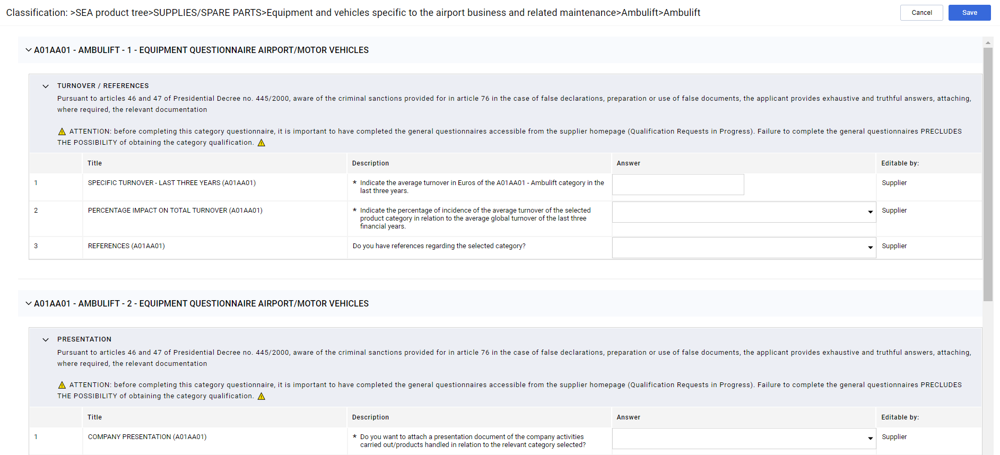 Classification: >SEA product tree>SUPPLIES/SPARE PARTS>Equipment and vehicles specific to the airport business and related maintenance>Ambulift>Ambulift
Cancel
Save
A01AA01 - AMBULIFT - 1 - EQUIPMENT QUESTIONNAIRE AIRPORT/MOTOR VEHICLES
TURNOVER / REFERENCES
Pursuant to articles 46 and 47 of Presidential Decree no. 445/2000, aware of the criminal sanctions provided for in article 76 in the case of false declarations, preparation or use of false documents, the applicant provides exhaustive and truthful answers, attaching,
where required, the relevant documentation
ATTENTION: before completing this category questionnaire, it is important to have completed the general questionnaires accessible from the supplier homepage (Qualification Requests in Progress). Failure to complete the general questionnaires PRECLUDES
THE POSSIBILITY of obtaining the category qualification.
Title Description Answer Editable by:
1 SPECIFIC TURNOVER - LAST THREE YEARS (A01AA01) * Indicate the average turnover in Euros of the A01AA01 - Ambulift category in the Supplier
last three years.
2 PERCENTAGE IMPACT ON TOTAL TURNOVER (A01AA01) * Indicate the percentage of incidence of the average turnover of the selected Supplier
product category in relation to the average global turnover of the last three
financial years.
3 REFERENCES (A01AA01) Do you have references regarding the selected category? Supplier
A01AA01 - AMBULIFT - 2 - EQUIPMENT QUESTIONNAIRE AIRPORT/MOTOR VEHICLES
PRESENTATION
Pursuant to articles 46 and 47 of Presidential Decree no. 445/2000, aware of the criminal sanctions provided for in article 76 in the case of false declarations, preparation or use of false documents, the applicant provides exhaustive and truthful answers, attaching,
where required, the relevant documentation
ATTENTION: before completing this category questionnaire, it is important to have completed the general questionnaires accessible from the supplier homepage (Qualification Requests in Progress). Failure to complete the general questionnaires PRECLUDES
THE POSSIBILITY of obtaining the category qualification.
Title Description Answer Editable by:
1 COMPANY PRESENTATION (A01AA01) * Do you want to attach a presentation document of the company activities Supplier
carried out/products handled in relation to the relevant category selected?